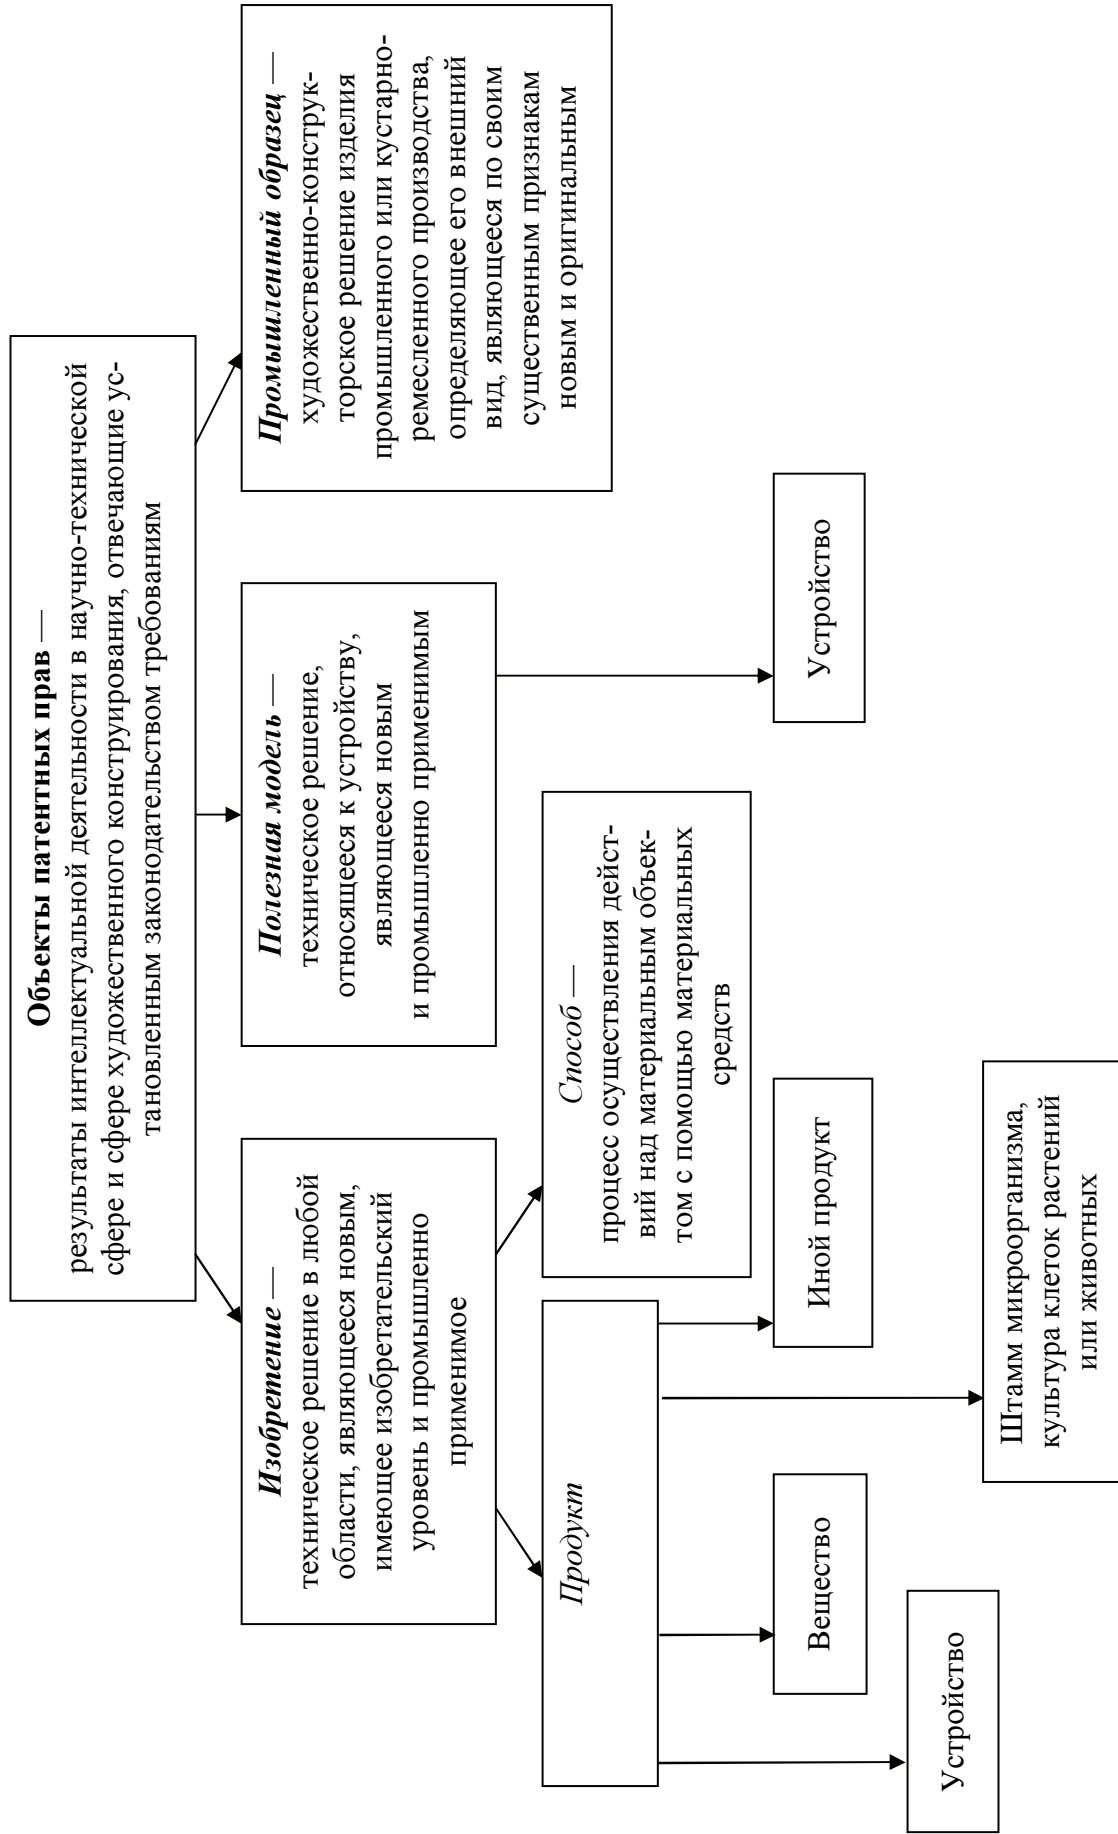 Объекты патентных прав —
результаты интеллектуальной деятельности в научно-технической
сфере и сфере художественного конструирования, отвечающие ус-
тановленным законодательством требованиям
Изобретение —
техническое решение в любой
области, являющееся новым,
имеющее изобретательский
уровень и промышленно
применимое
Полезная модель —
техническое решение,
относящееся к устройству,
являющееся новым
и промышленно применимым
Промышленный образец —
художественно-конструк-
торское решение изделия
промышленного или кустарно-
ремесленного производства,
определяющее его внешний
вид, являющееся по своим
существенным признакам
новым и оригинальным
Продукт
Способ —
процесс осуществления дейст-
вий над материальным объек-
том с помощью материальных
средств
Вещество
Иной продукт
Устройство
Устройство
Штамм микроорганизма,
культура клеток растений
или животных